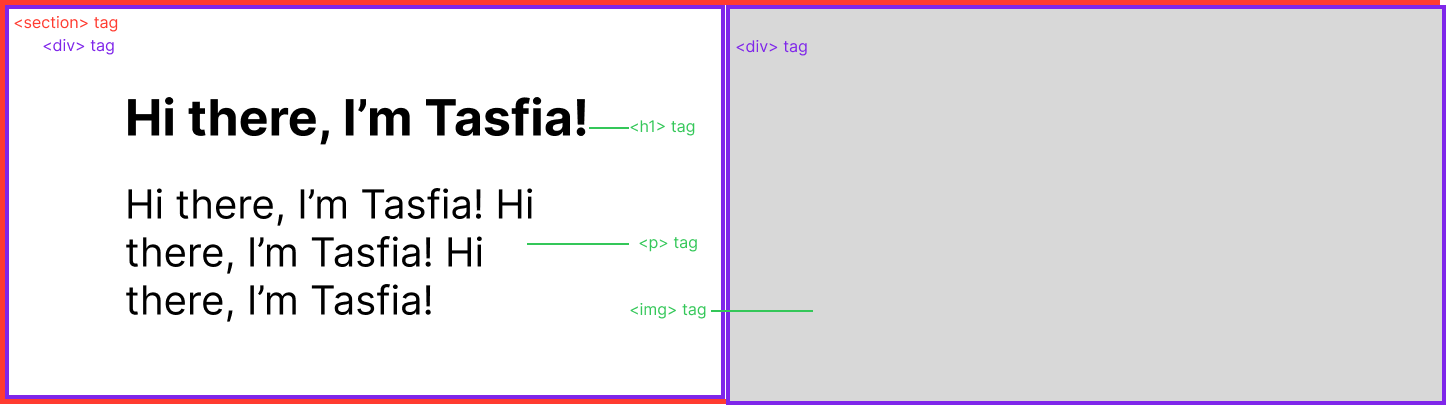 <section> tag
<div> tag
Hi there, I’m Tasfia!
<h1> tag
Hi there, I’m Tasfia! Hi
there, I’m Tasfia! Hi
there, I’m Tasfia!
<p> tag
<img> tag
<div> tag